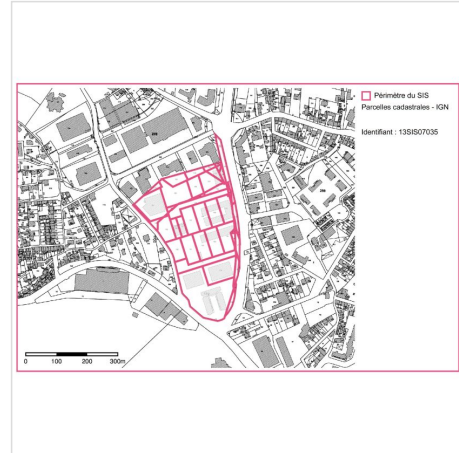 Périmètre du SIS
Parcelles cadastrales - IGN
Identifiant : 13SIS07035
0 100 200 300m